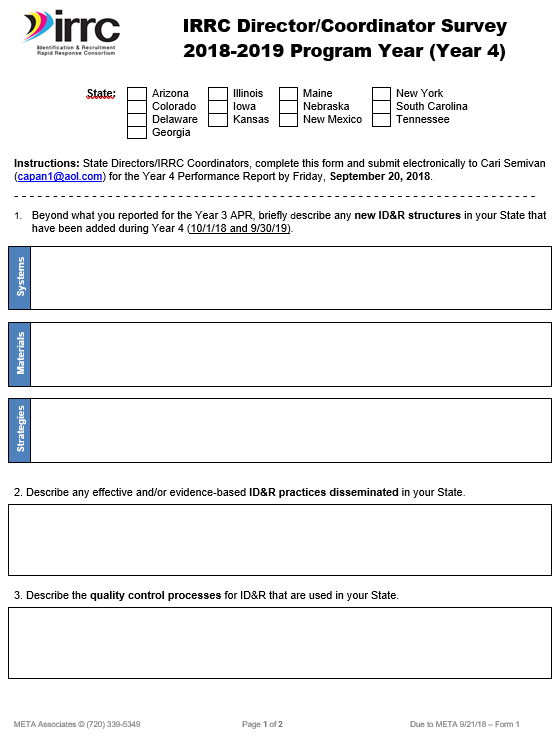 irrc
Identification & Recruitment
Rapid Response Consortium
IRRC Director/Coordinator Survey
2018-2019 Program Year (Year 4)
State: Arizona Illinois Maine New York
Colorado Iowa Nebraska South Carolina
Delaware Kansas New Mexico Tennessee
Georgia
Instructions: State Directors/IRRC Coordinators, complete this form and submit electronically to Cari Semivan
(capan1@aol.com) for the Year 4 Performance Report by Friday, September 20, 2018.
1. Beyond what you reported for the Year 3 APR, briefly describe any new ID&R structures in your State that
have been added during Year 4 (10/1/18 and 9/30/19).
Systems
Materials
Strategies
2. Describe any effective and/or evidence-based ID&R practices disseminated in your State.
3. Describe the quality control processes for ID&R that are used in your State.
META Associates © (720) 339-5349 Page 1 of 2 Due to META 9/21/18 – Form 1